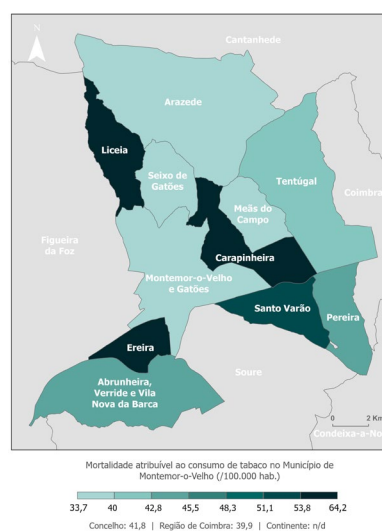 N
Cantanhede
Arazede
Liceia
Seixo de
Gatões
Tentúgal
Meãs do
Campo
Coimbra
Figueira
da Foz
Carapinheira
Montemor-o-Velho
e Gatões
Santo Varão
Pereira
Ereira
Soure
Abrunheira,
Verride e Vila
Nova da Barca
0 2 Km
Condeixa-a-No
Mortalidade atribuível ao consumo de tabaco no Município de
Montemor-o-Velho (/100.000 hab.)
33,7 40 42,8 45,5 48,3 51,1 53,8 64,2
Concelho: 41,8 | Região de Coimbra: 39,9 | Continente: n/d